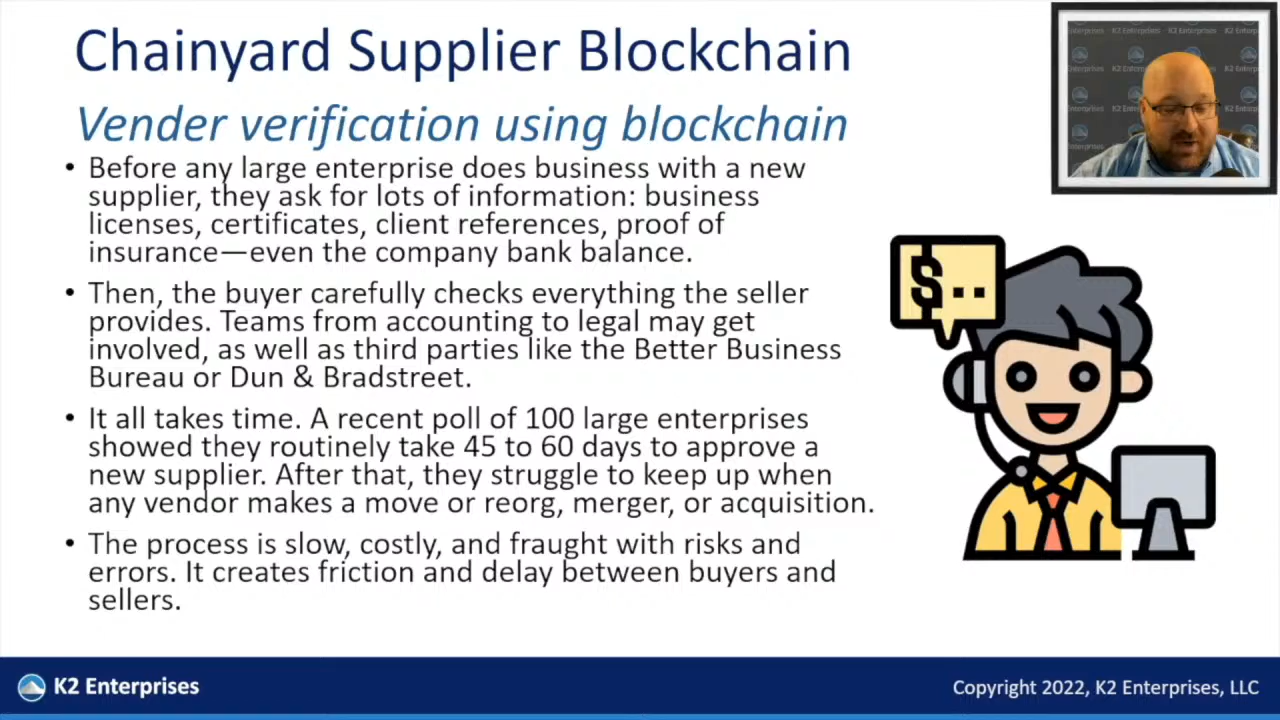 Chainyard Supplier Blockchain
Vender verification using blockchain
• Before any large enterprise does business with a new
supplier, they ask for lots of information: business
licenses, certificates, client references, proof of
insurance—even the company bank balance.
• Then, the buyer carefully checks everything the seller
provides. Teams from accounting to legal may get
involved, as well as third parties like the Better Business
Bureau or Dun & Bradstreet.
• It all takes time. A recent poll of 100 large enterprises
showed they routinely take 45 to 60 days to approve a
new supplier. After that, they struggle to keep up when
any vendor makes a move or reorg, merger, or acquisition.
• The process is slow, costly, and fraught with risks and
errors. It creates friction and delay between buyers and
sellers.
$..
K2 Enterprises
Copyright 2022, K2 Enterprises, LLC